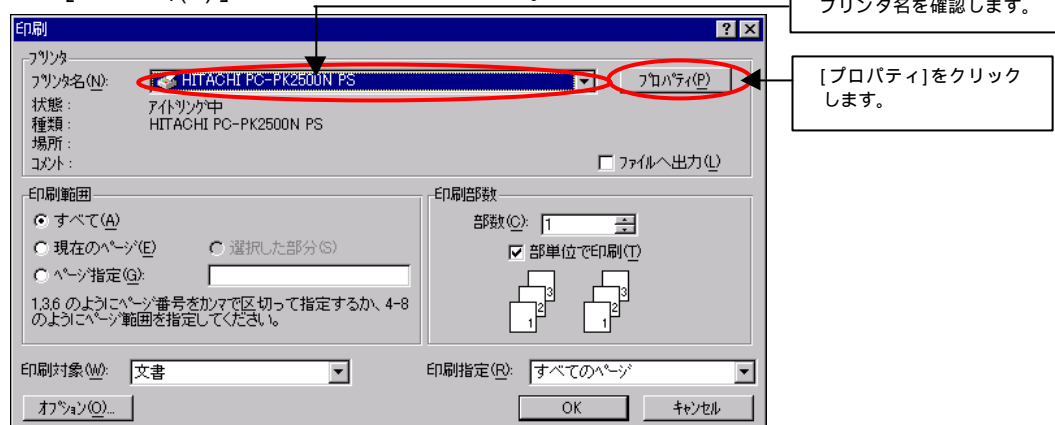 プリンタ名を確認します。
印刷
プリンタ
プリンタ名(N): HITACHI PC-PK2500N PS プロパティ(P)
[プロパティ]をクリック
します。
状態: アイドリング中
種類: HITACHI PC-PK2500N PS
場所:
コメント: ファイルへ出力(L)
印刷範囲
すべて(A)
現在のページ(E) 選択した部分(S)
ページ指定(G):
1,3,6 のようにページ番号をカンマで区切って指定するか、4-8
のようにページ範囲を指定してください。
印刷部数
部数(C): 1
部単位で印刷(T)
3 3
2 2
1 1
印刷対象(W): 文書 印刷指定(R): すべてのページ
オプション(O)... OK キャンセル